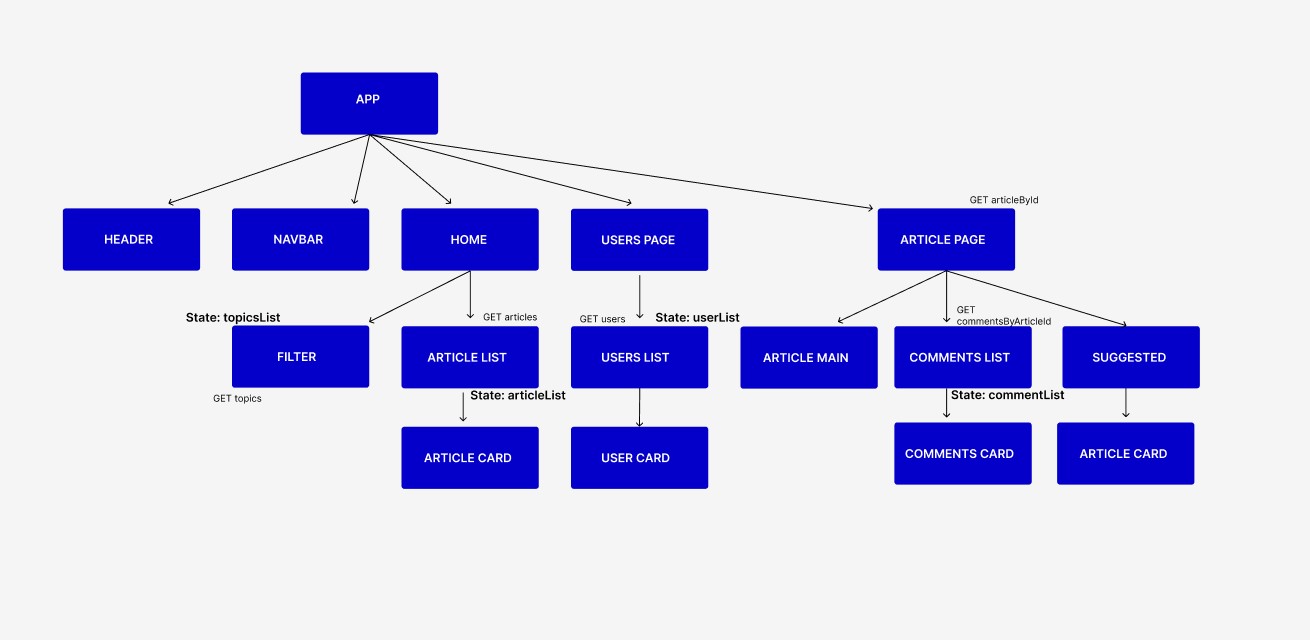 APP
GET articleById
HEADER
NAVBAR
HOME
USERS PAGE
ARTICLE PAGE
State: topicsList
GET articles
GET users
State: userList
GET
commentsByArticleId
FILTER
ARTICLE LIST
USERS LIST
ARTICLE MAIN
COMMENTS LIST
SUGGESTED
GET topics
State: articleList
State: commentList
ARTICLE CARD
USER CARD
COMMENTS CARD
ARTICLE CARD